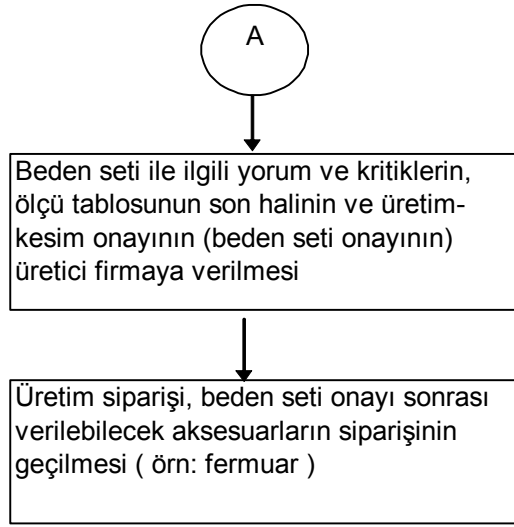 A
Beden seti ile ilgili yorum ve kritiklerin,
ölçü tablosunun son halinin ve üretim-
kesim onayının (beden seti onayının)
üretici firmaya verilmesi
Üretim siparişi, beden seti onayı sonrası
verilebilecek aksesuarların siparişinin
geçilmesi ( örn: fermuar )